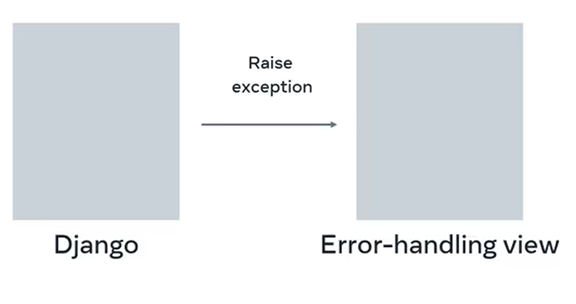 Raise
exception
Django
Error-handling view